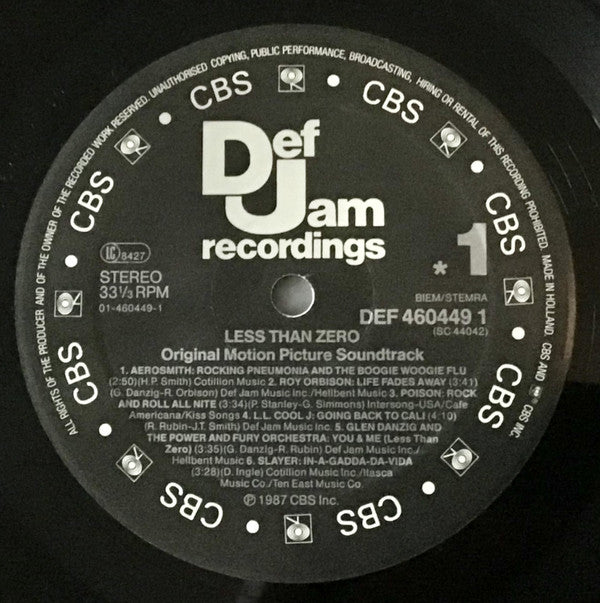 ALL RIGHTS OF THE PRODUCER AND OF THE OWNER OF THE RECORDED WORK RESERVED. UNAUTHORISED COPYING, PUBLIC PERFORMANCE, BROADCASTING, HIRING OR RENTAL OF THIS RECORDING PROHIBITED. MADE IN HOLLAND. CBS AND CBS INC.
CBS
CBS
CBS
CBS
CBS
CBS
CBS
CBS
CBS
CBS
Def
Jam
recordings
LC 8427
STEREO
33⅓ RPM
01-460449-1
* 1
BIEM/STEMRA
DEF 460449 1
(SC 44042)
LESS THAN ZERO
Original Motion Picture Soundtrack
1. AEROSMITH: ROCKING PNEUMONIA AND THE BOOGIE WOOGIE FLU
(2:50)(H.P. Smith) Cotillion Music 2. ROY ORBISON: LIFE FADES AWAY (3:41)
(G. Danzig-R. Orbison) Def Jam Music Inc./Hellbent Music 3. POISON: ROCK
AND ROLL ALL NITE (3:34)(P. Stanley-G. Simmons) Intersong-USA/Cafe
Americana/Kiss Songs 4. L.L. COOL J: GOING BACK TO CALI (4:10)
(R. Rubin-J.T. Smith) Def Jam Music Inc. 5. GLEN DANZIG AND
THE POWER AND FURY ORCHESTRA: YOU & ME (Less Than
Zero) (3:35)(G. Danzig-R. Rubin) Def Jam Music Inc./
Hellbent Music 6. SLAYER: IN-A-GADDA-DA-VIDA
(3:28)(D. Ingle) Cotillion Music Inc./Itasca
Music Co./Ten East Music Co.
℗ 1987 CBS Inc.